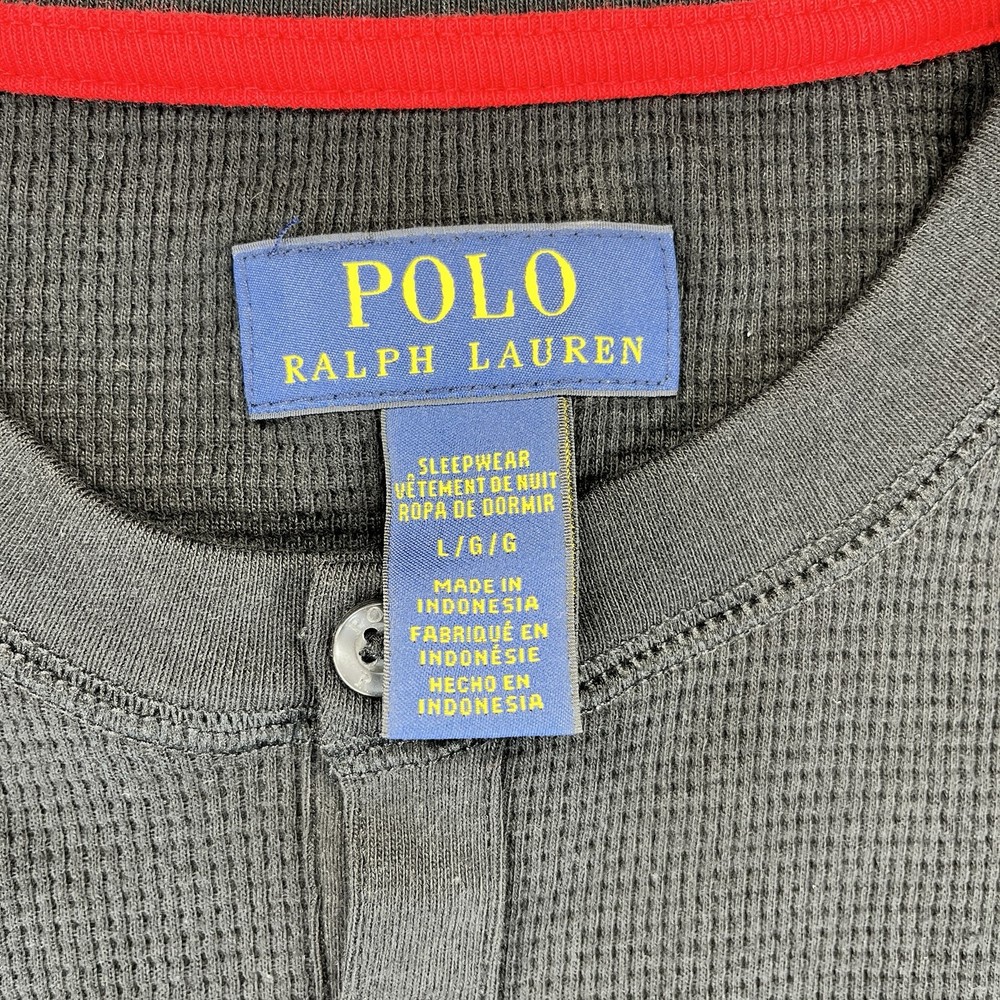 POLO
RALPH LAUREN
SLEEPWEAR
VÊTEMENT DE NUIT
ROPA DE DORMIR
L/G/G
MADE IN
INDONESIA
FABRIQUÉ EN
INDONÉSIE
HECHO EN
INDONESIA